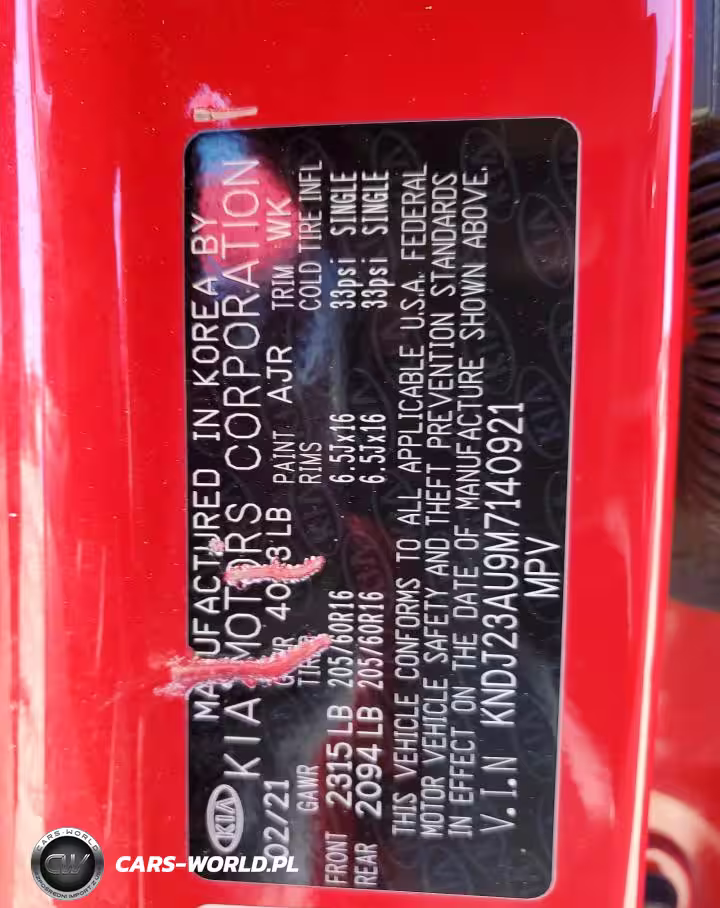 KIA
MANUFACTURED IN KOREA BY
KIA MOTORS CORPORATION
02/21 GVWR LB PAINT AJR TRIM WK
GAWR TIRES RIMS COLD TIRE INFL
FRONT 2315 LB 205/60R16 6.5Jx16 33psi SINGLE
REAR 2094 LB 205/60R16 6.5Jx16 33psi SINGLE
THIS VEHICLE CONFORMS TO ALL APPLICABLE U.S.A. FEDERAL
MOTOR VEHICLE SAFETY AND THEFT PREVENTION STANDARDS
IN EFFECT ON THE DATE OF MANUFACTURE SHOWN ABOVE.
V.I.N KNDJ23AU9M7140921
MPV
CARS-WORLD.PL